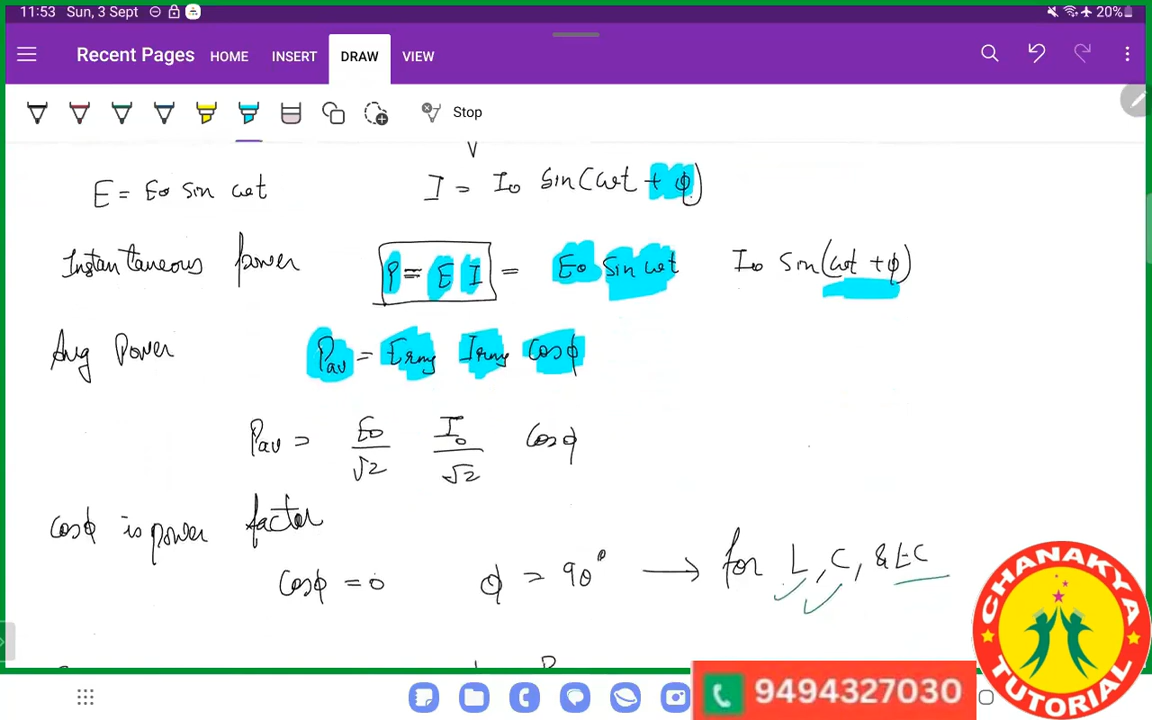 11:53 Sun, 3 Sept 20%
Recent Pages HOME INSERT DRAW VIEW
Stop
E = E₀ sin ωt I = I₀ Sin(ωt + φ)
Instantaneous power P = E I = E₀ Sin ωt I₀ Sin(ωt + φ)
Avg Power Pav = Erms Irms Cosφ
Pav = E₀/√2 I₀/√2 Cosφ
cosφ is power factor
Cosφ = 0 φ = 90° → for L, C, & LC
CHANAKYA
TUTORIAL
9494327030